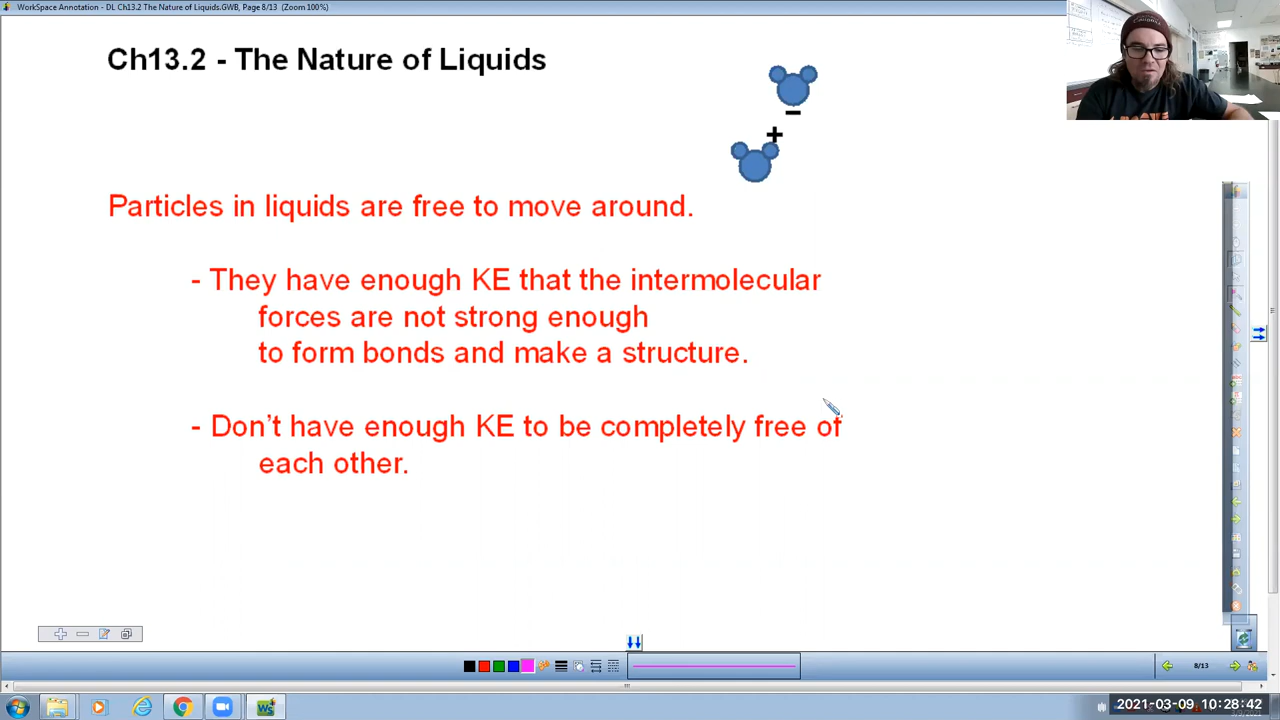 WorkSpace Annotation - DL Ch13.2 The Nature of Liquids.GWB, Page 8/13 (Zoom 100%)
Ch13.2 - The Nature of Liquids
−
+
Particles in liquids are free to move around.
- They have enough KE that the intermolecular
forces are not strong enough
to form bonds and make a structure.
- Don't have enough KE to be completely free of
each other.
8/13
2021-03-09 10:28:42